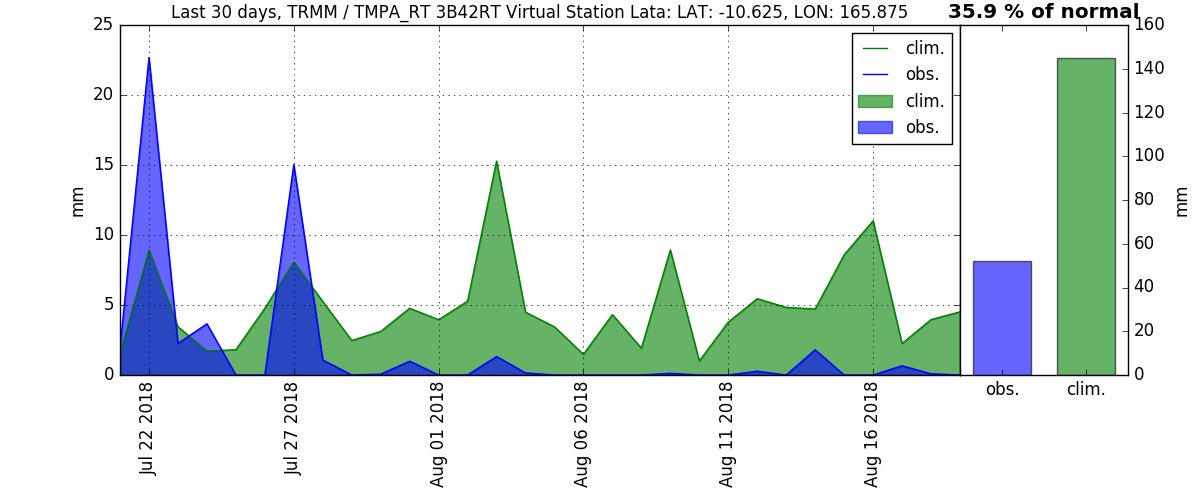 Last 30 days, TRMM / TMPA_RT 3B42RT Virtual Station Lata: LAT: -10.625, LON: 165.875
35.9 % of normal
25
20
15
10
5
0
mm
clim.
obs.
clim.
obs.
Jul 22 2018
Jul 27 2018
Aug 01 2018
Aug 06 2018
Aug 11 2018
Aug 16 2018
160
140
120
100
80
60
40
20
0
mm
obs.
clim.